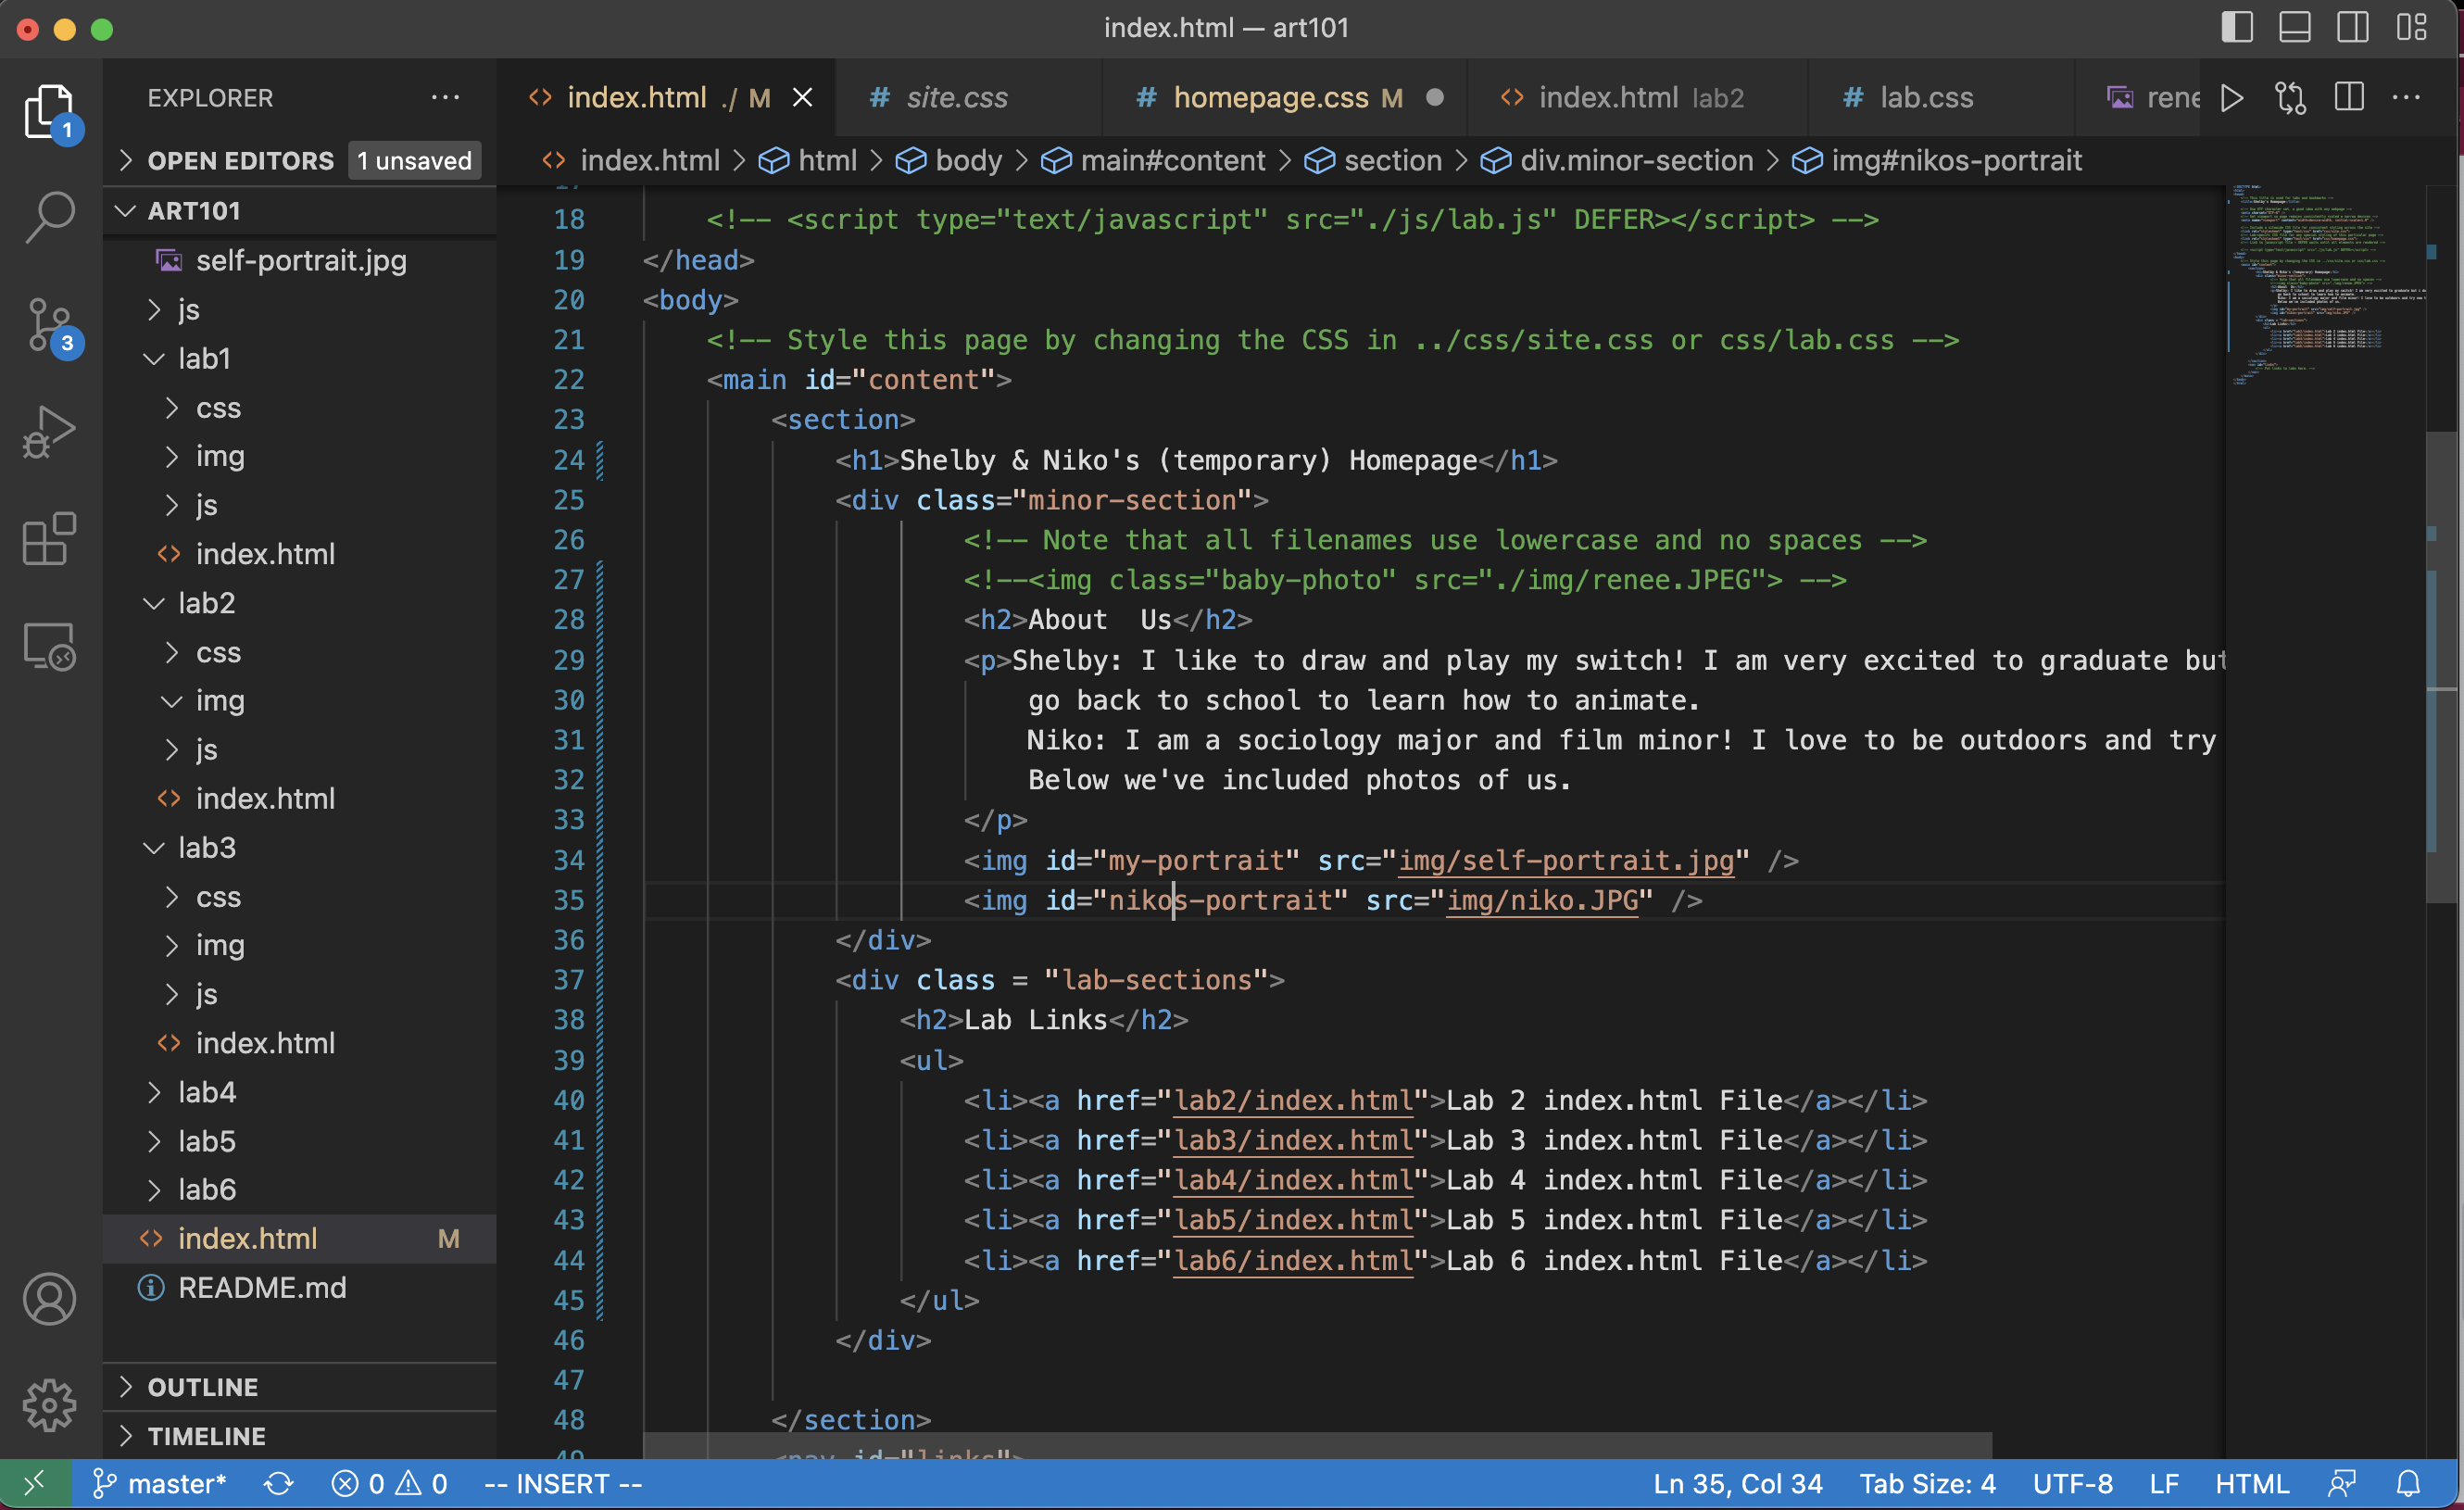 index.html — art101
EXPLORER
index.html ./ M
site.css
homepage.css M
index.html lab2
lab.css
rene
1
OPEN EDITORS 1 unsaved
index.html > html > body > main#content > section > div.minor-section > img#nikos-portrait
ART101
self-portrait.jpg
js
lab1
css
img
js
index.html
lab2
css
img
js
index.html
lab3
css
img
js
index.html
lab4
lab5
lab6
index.html M
README.md
OUTLINE
TIMELINE
3
18 <!-- <script type="text/javascript" src="./js/lab.js" DEFER></script> -->
19 </head>
20 <body>
21 <!-- Style this page by changing the CSS in ../css/site.css or css/lab.css -->
22 <main id="content">
23 <section>
24 <h1>Shelby & Niko's (temporary) Homepage</h1>
25 <div class="minor-section">
26 <!-- Note that all filenames use lowercase and no spaces -->
27 <!--<img class="baby-photo" src="./img/renee.JPEG"> -->
28 <h2>About  Us</h2>
29 <p>Shelby: I like to draw and play my switch! I am very excited to graduate but
30 go back to school to learn how to animate.
31 Niko: I am a sociology major and film minor! I love to be outdoors and try
32 Below we've included photos of us.
33 </p>
34 <img id="my-portrait" src="img/self-portrait.jpg" />
35 <img id="nikos-portrait" src="img/niko.JPG" />
36 </div>
37 <div class = "lab-sections">
38 <h2>Lab Links</h2>
39 <ul>
40 <li><a href="lab2/index.html">Lab 2 index.html File</a></li>
41 <li><a href="lab3/index.html">Lab 3 index.html File</a></li>
42 <li><a href="lab4/index.html">Lab 4 index.html File</a></li>
43 <li><a href="lab5/index.html">Lab 5 index.html File</a></li>
44 <li><a href="lab6/index.html">Lab 6 index.html File</a></li>
45 </ul>
46 </div>
47
48 </section>
49 <nav id="links">
master* 0 0 -- INSERT -- Ln 35, Col 34 Tab Size: 4 UTF-8 LF HTML